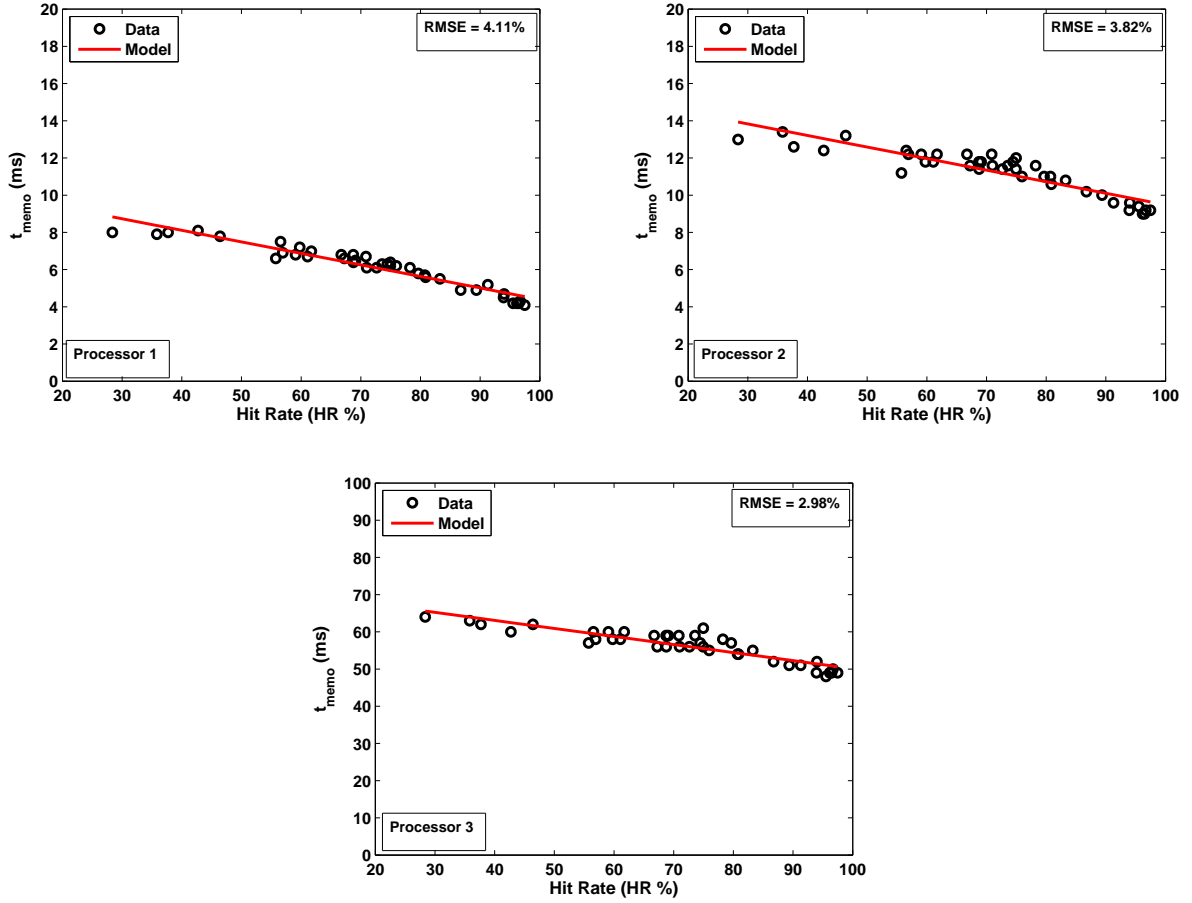 20
18
16
14
12
10
8
6
4
2
0
t_memo (ms)
Data
Model
RMSE = 4.11%
Processor 1
20 30 40 50 60 70 80 90 100
Hit Rate (HR %)
20
18
16
14
12
10
8
6
4
2
0
t_memo (ms)
Data
Model
RMSE = 3.82%
Processor 2
20 30 40 50 60 70 80 90 100
Hit Rate (HR %)
100
90
80
70
60
50
40
30
20
10
0
t_memo (ms)
Data
Model
RMSE = 2.98%
Processor 3
20 30 40 50 60 70 80 90 100
Hit Rate (HR %)